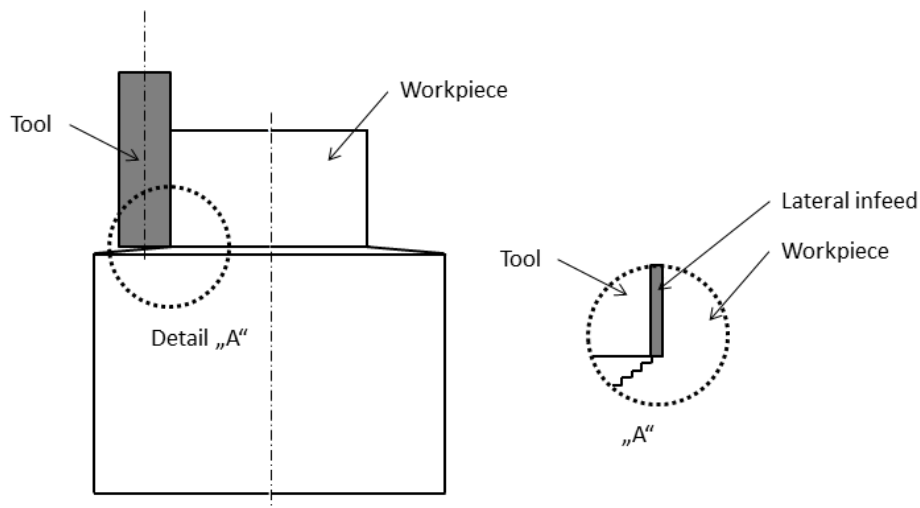 Tool
Workpiece
Detail „A“
Lateral infeed
Tool
Workpiece
„A“